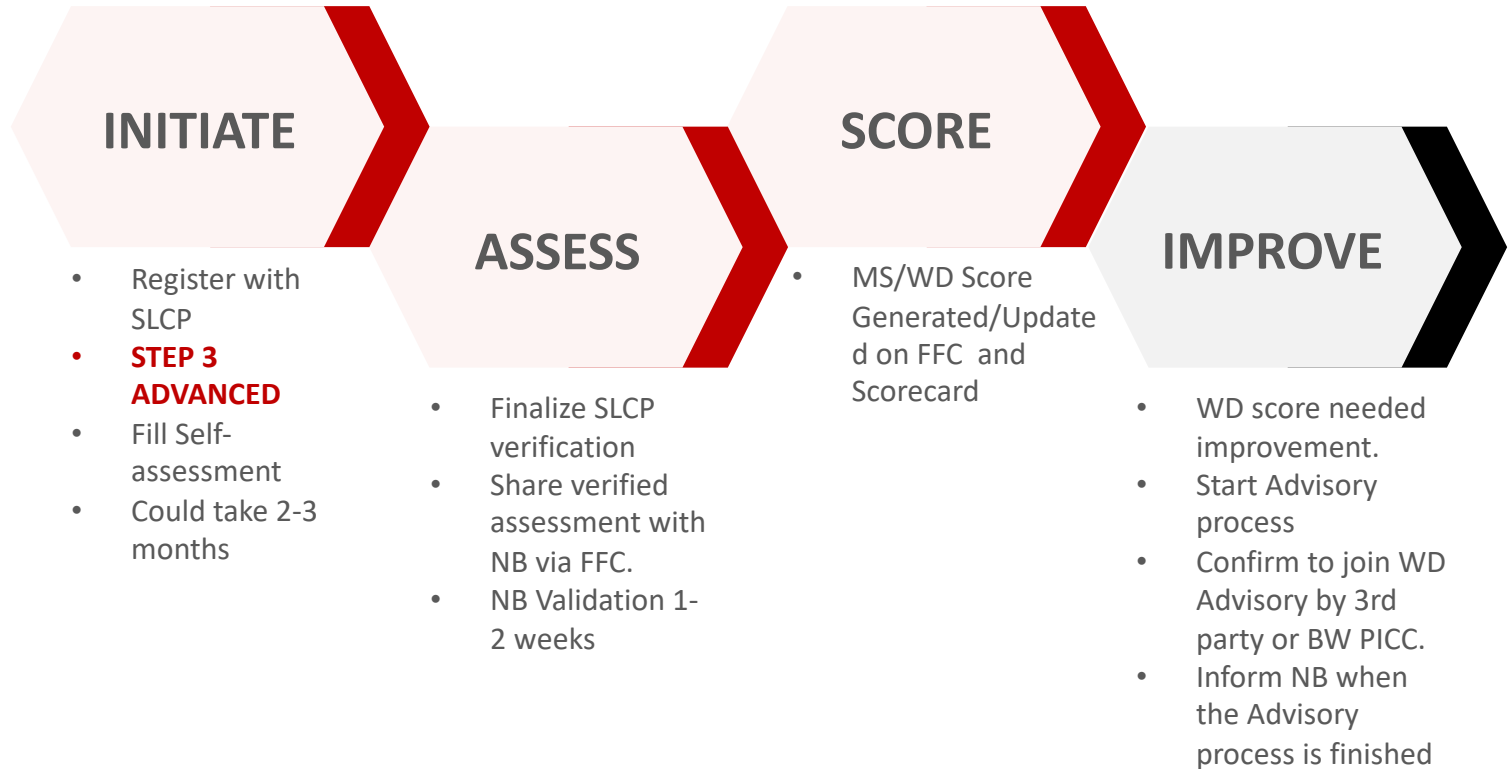 INITIATE
• Register with
SLCP
• STEP 3
ADVANCED
• Fill Self-
assessment
• Could take 2-3
months
ASSESS
• Finalize SLCP
verification
• Share verified
assessment with
NB via FFC.
• NB Validation 1-
2 weeks
SCORE
• MS/WD Score
Generated/Update
d on FFC and
Scorecard
IMPROVE
• WD score needed
improvement.
• Start Advisory
process
• Confirm to join WD
Advisory by 3rd
party or BW PICC.
• Inform NB when
the Advisory
process is finished